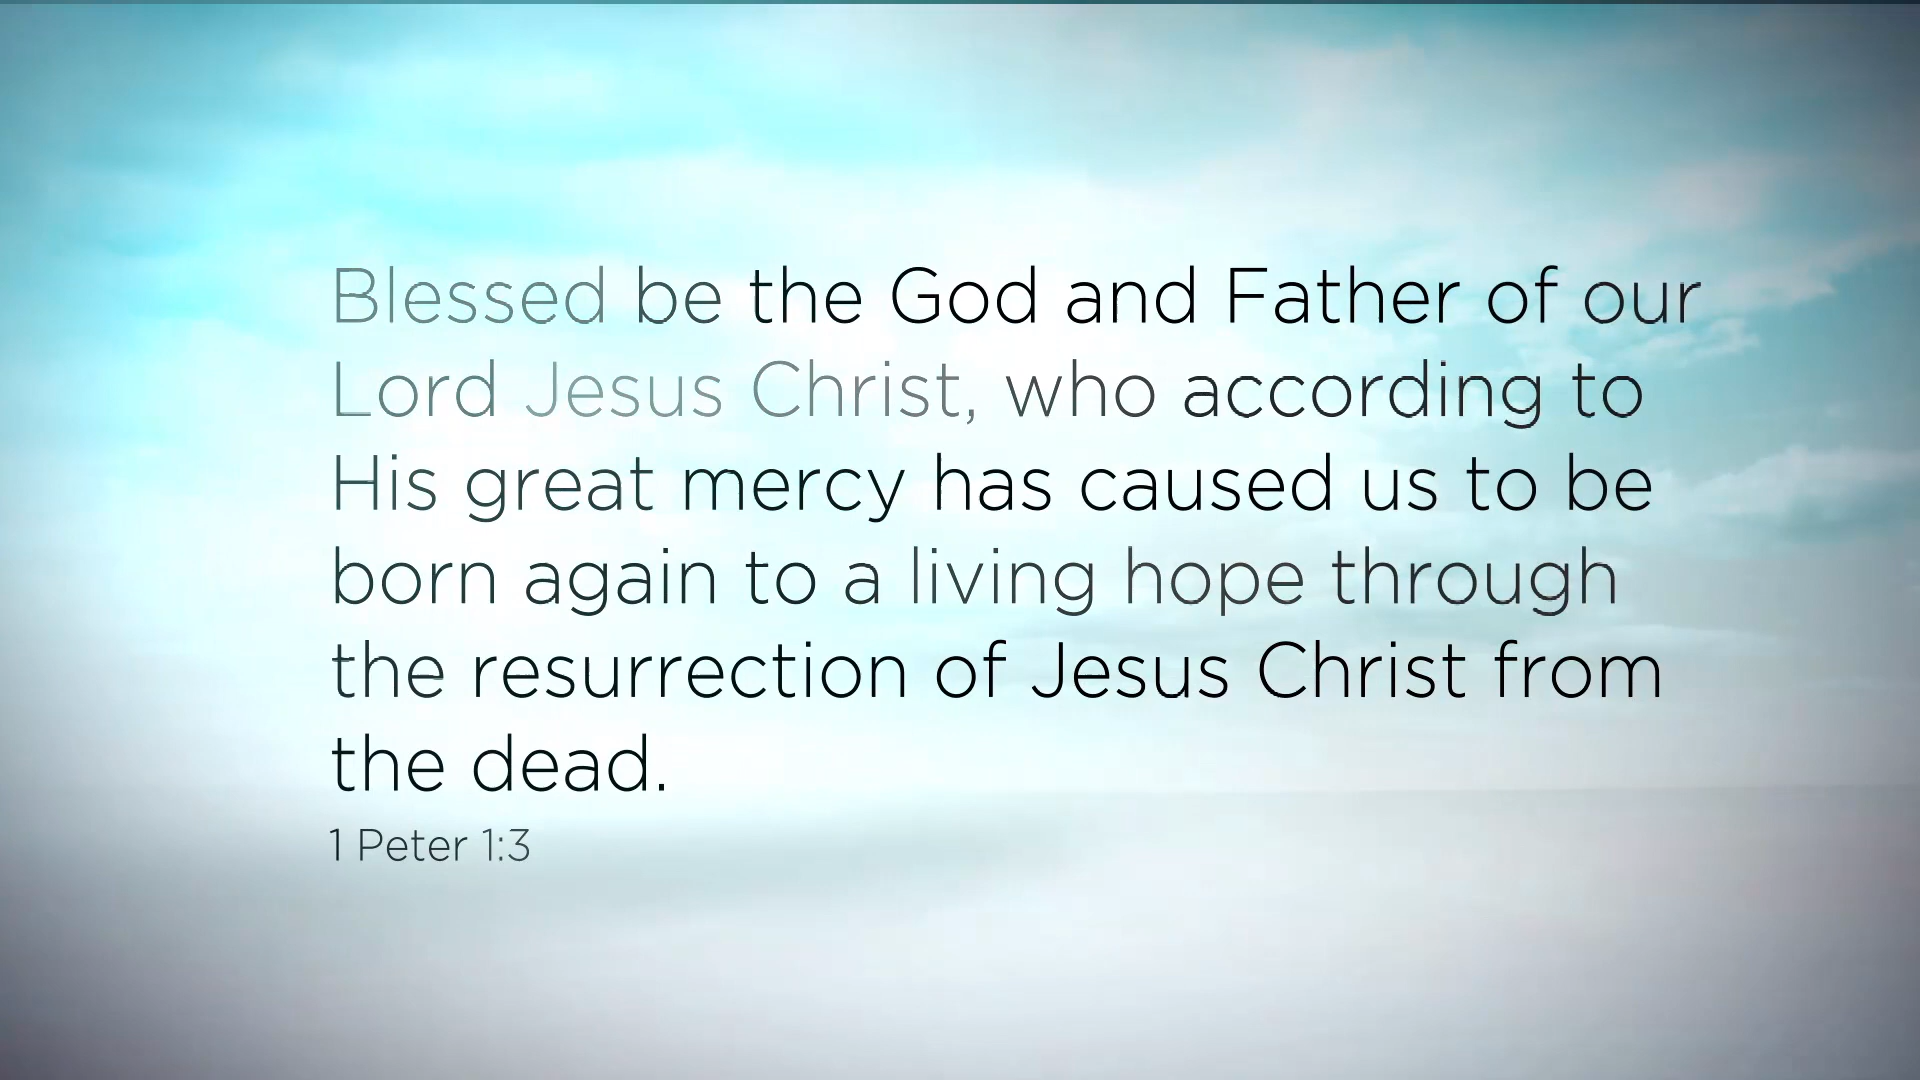 Blessed be the God and Father of our
Lord Jesus Christ, who according to
His great mercy has caused us to be
born again to a living hope through
the resurrection of Jesus Christ from
the dead.
1 Peter 1:3